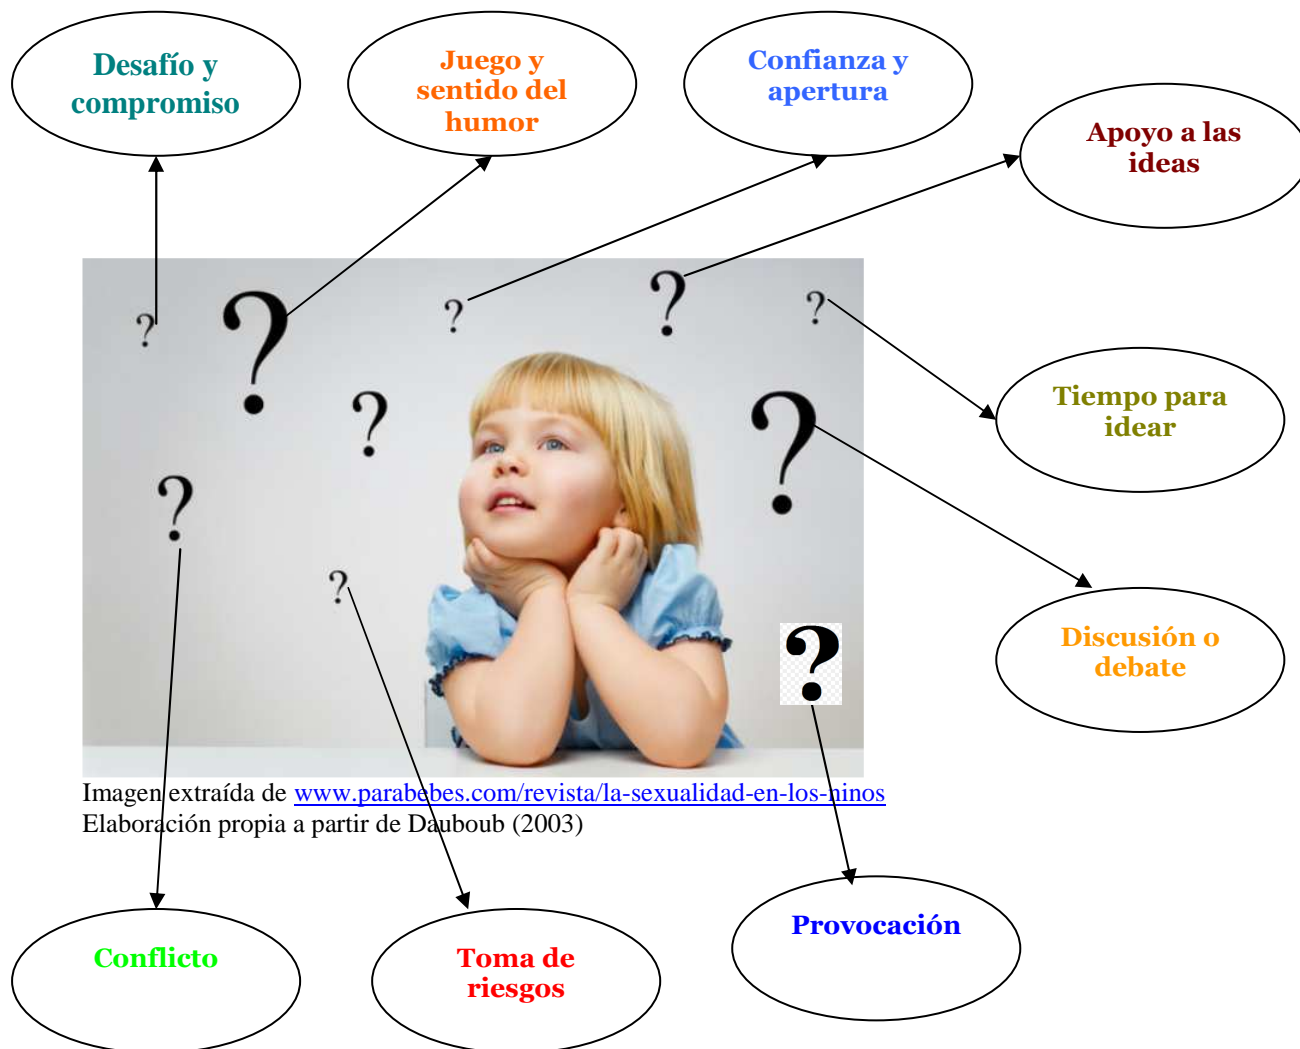 Desafío y
compromiso
Juego y
sentido del
humor
Confianza y
apertura
Apoyo a las
ideas
Tiempo para
idear
Discusión o
debate
?
?
?
?
?
?
?
?
?
?
Imagen extraída de www.parabebes.com/revista/la-sexualidad-en-los-ninos
Elaboración propia a partir de Dauboub (2003)
Conflicto
Toma de
riesgos
Provocación